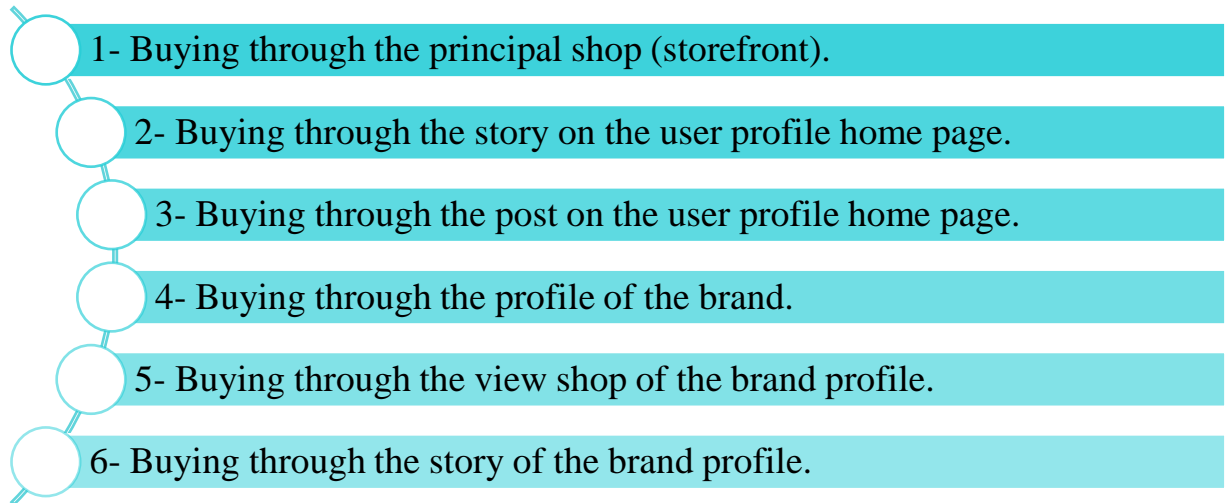 1- Buying through the principal shop (storefront).
2- Buying through the story on the user profile home page.
3- Buying through the post on the user profile home page.
4- Buying through the profile of the brand.
5- Buying through the view shop of the brand profile.
6- Buying through the story of the brand profile.